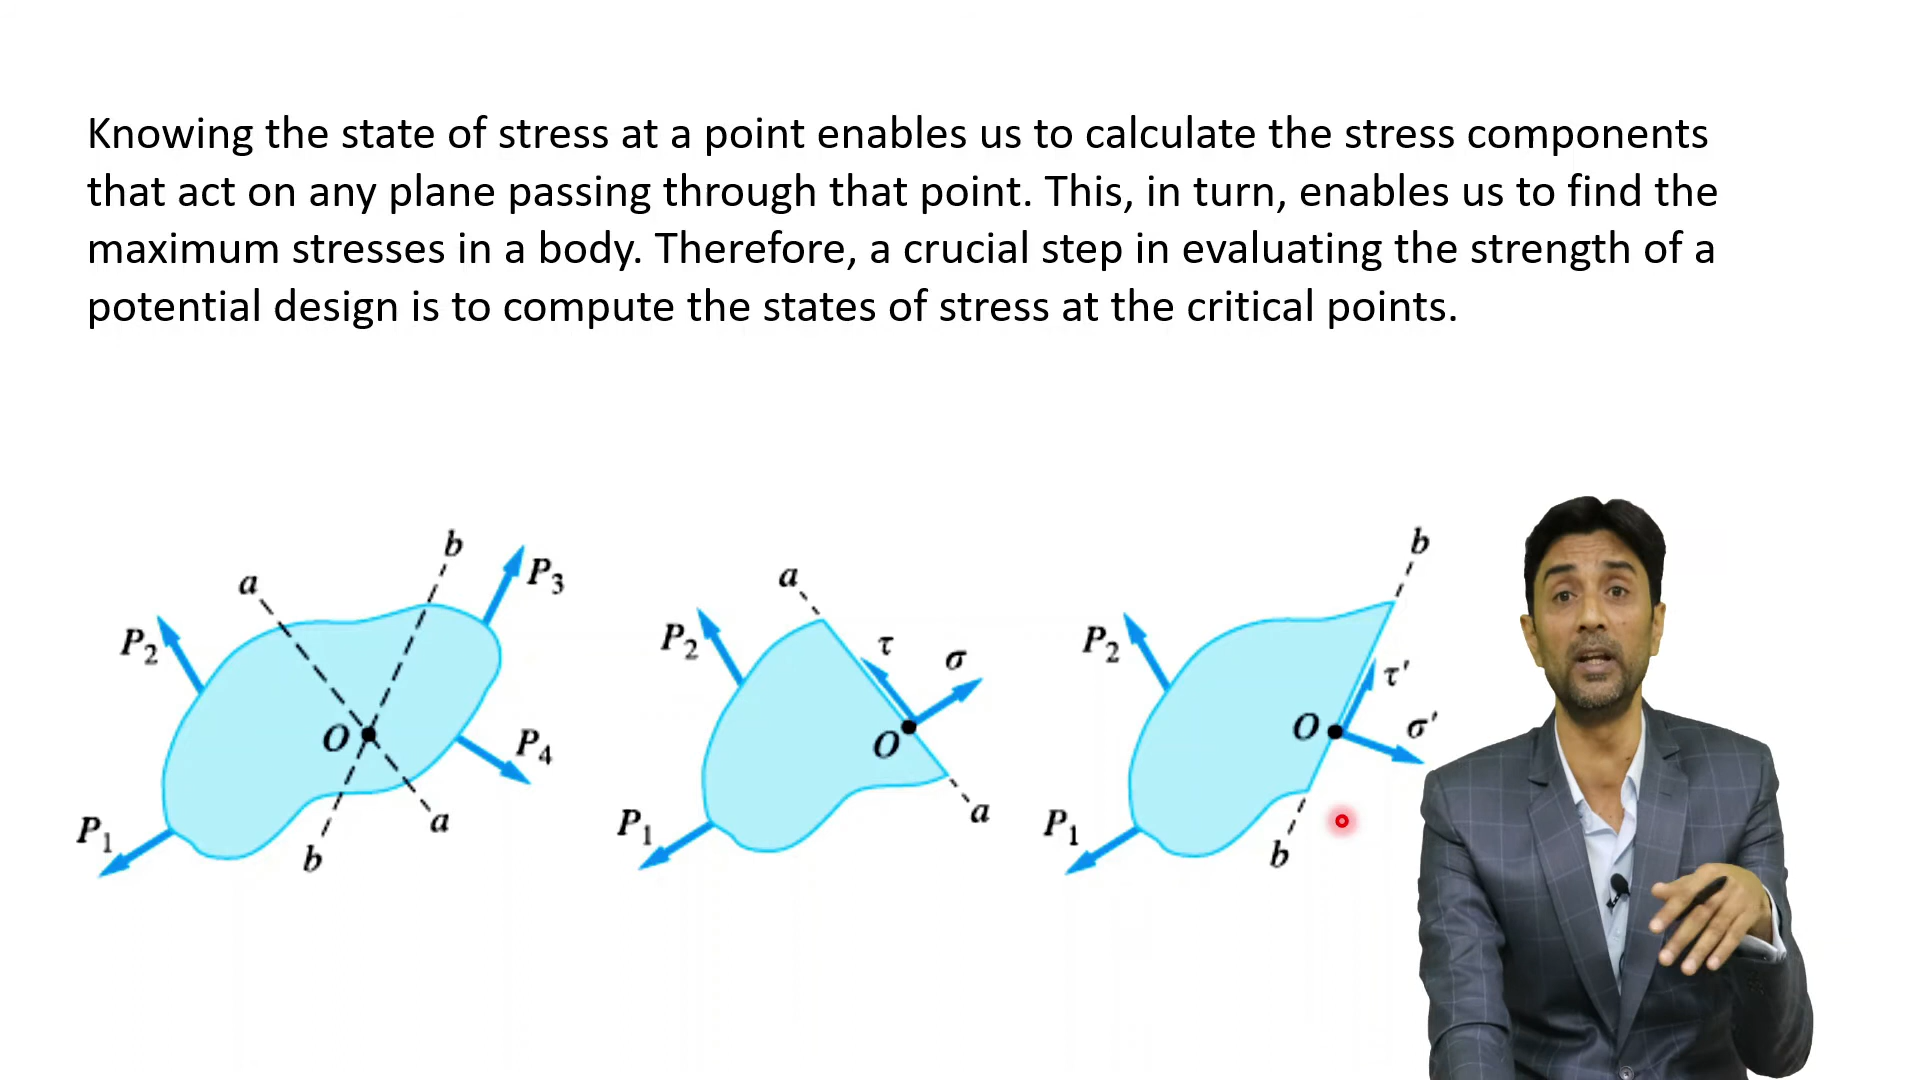 Knowing the state of stress at a point enables us to calculate the stress components
that act on any plane passing through that point. This, in turn, enables us to find the
maximum stresses in a body. Therefore, a crucial step in evaluating the strength of a
potential design is to compute the states of stress at the critical points.
b
a
P3
P2
O
P4
P1
a
b
a
P2
τ
σ
O
P1
a
b
P2
τ'
O
σ'
P1
b